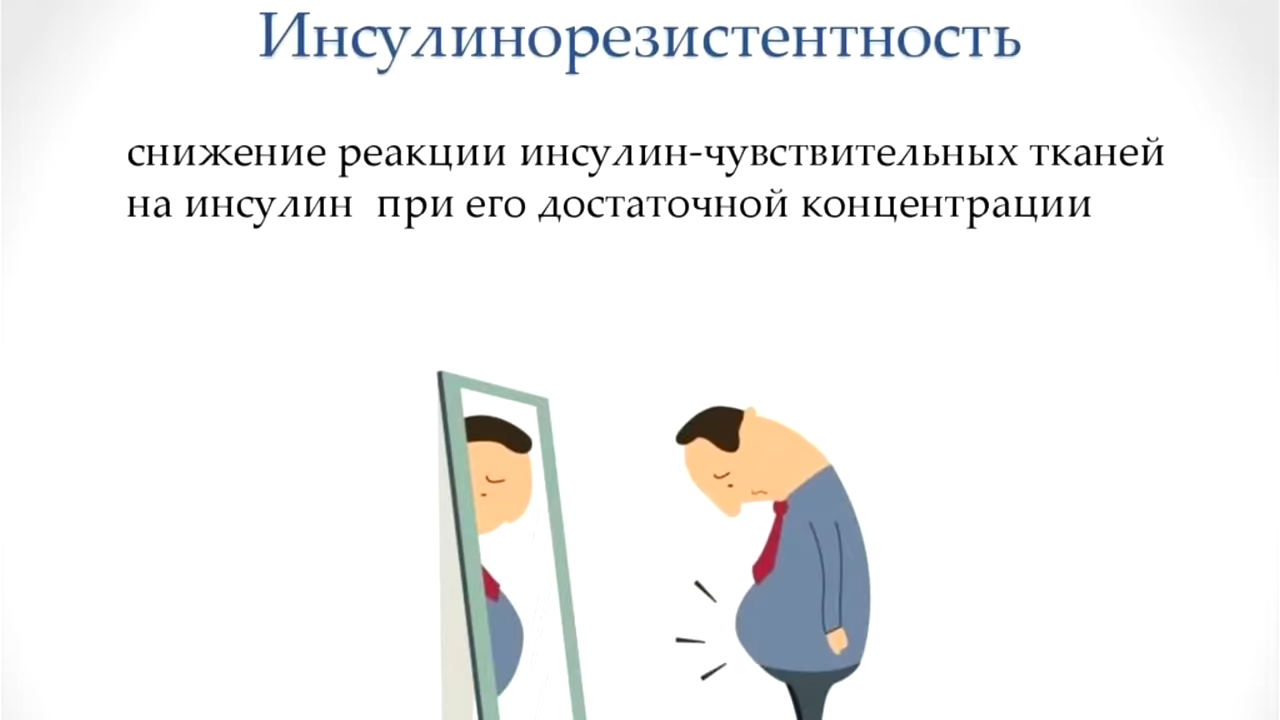 Инсулинорезистентность
снижение реакции инсулин-чувствительных тканей
на инсулин при его достаточной концентрации